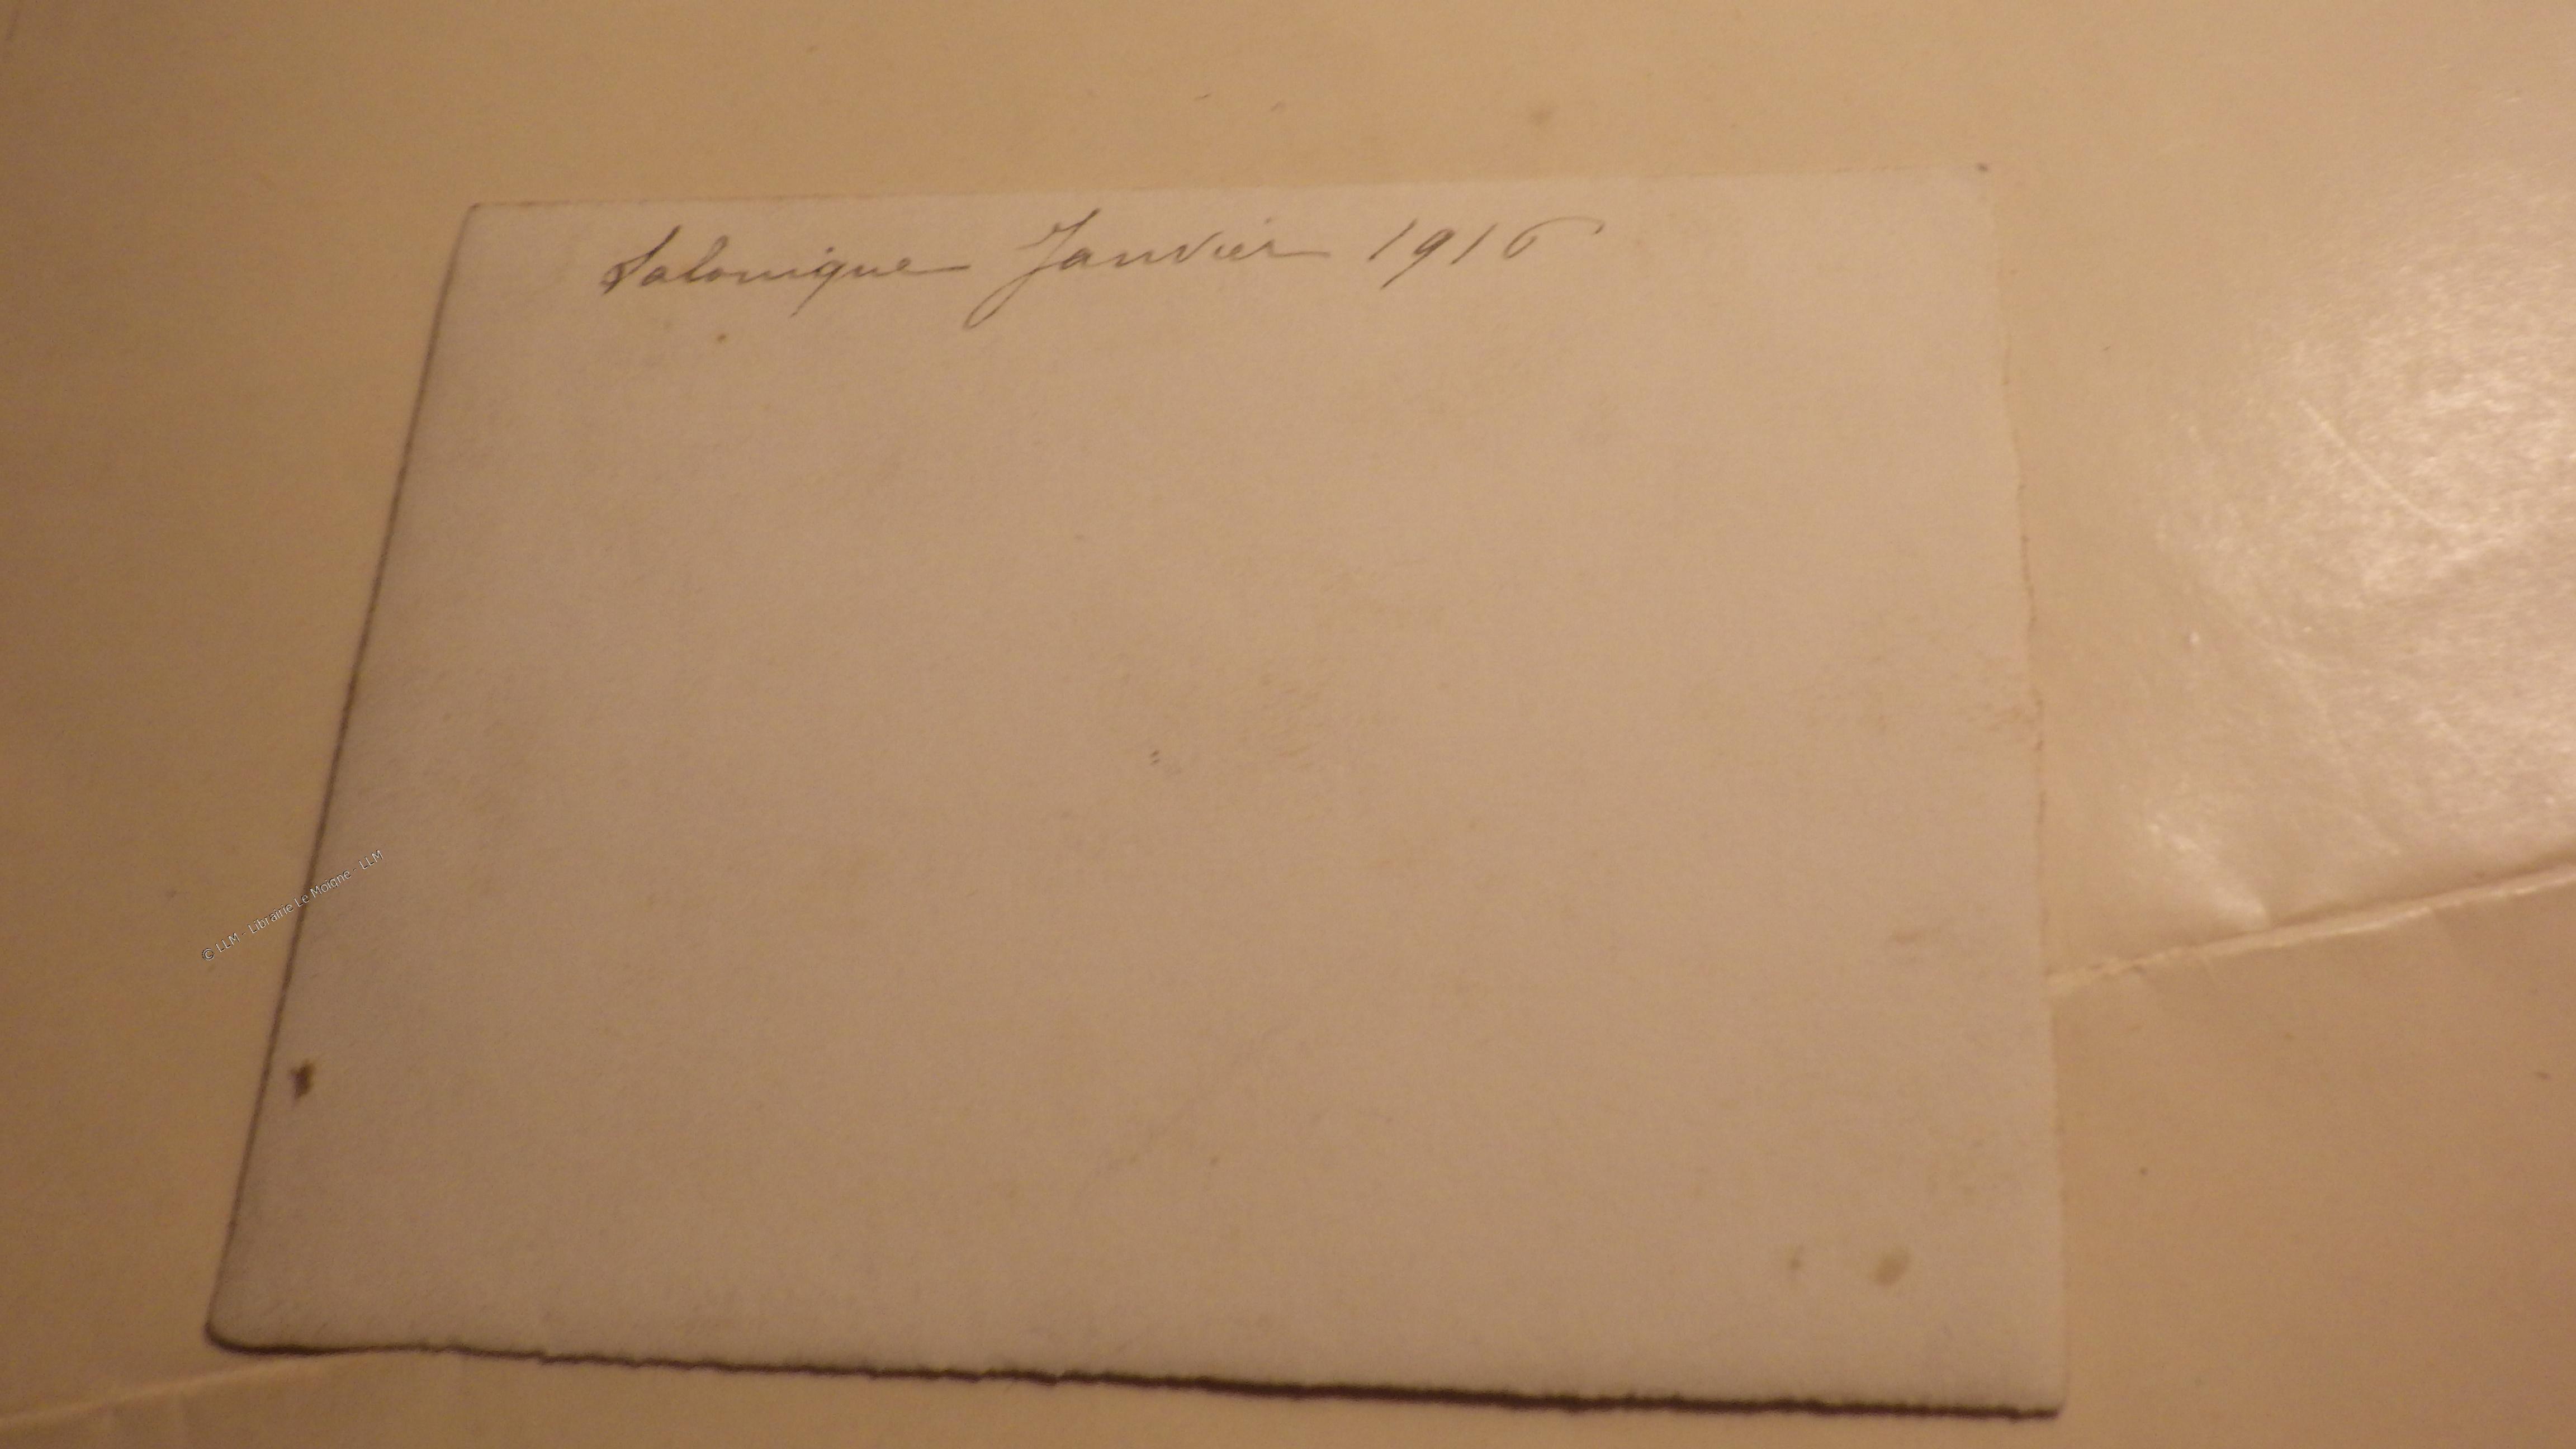 Salonique Janvier 1916
© LLM - Librairie Le Moigne - LLM